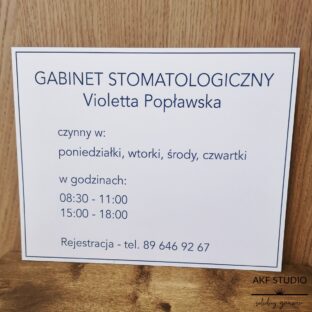 GABINET STOMATOLOGICZNY
Violetta Popławska
czynny w:
poniedziałki, wtorki, środy, czwartki
w godzinach:
08:30 - 11:00
15:00 - 18:00
Rejestracja - tel. 89 646 92 67
AKF STUDIO